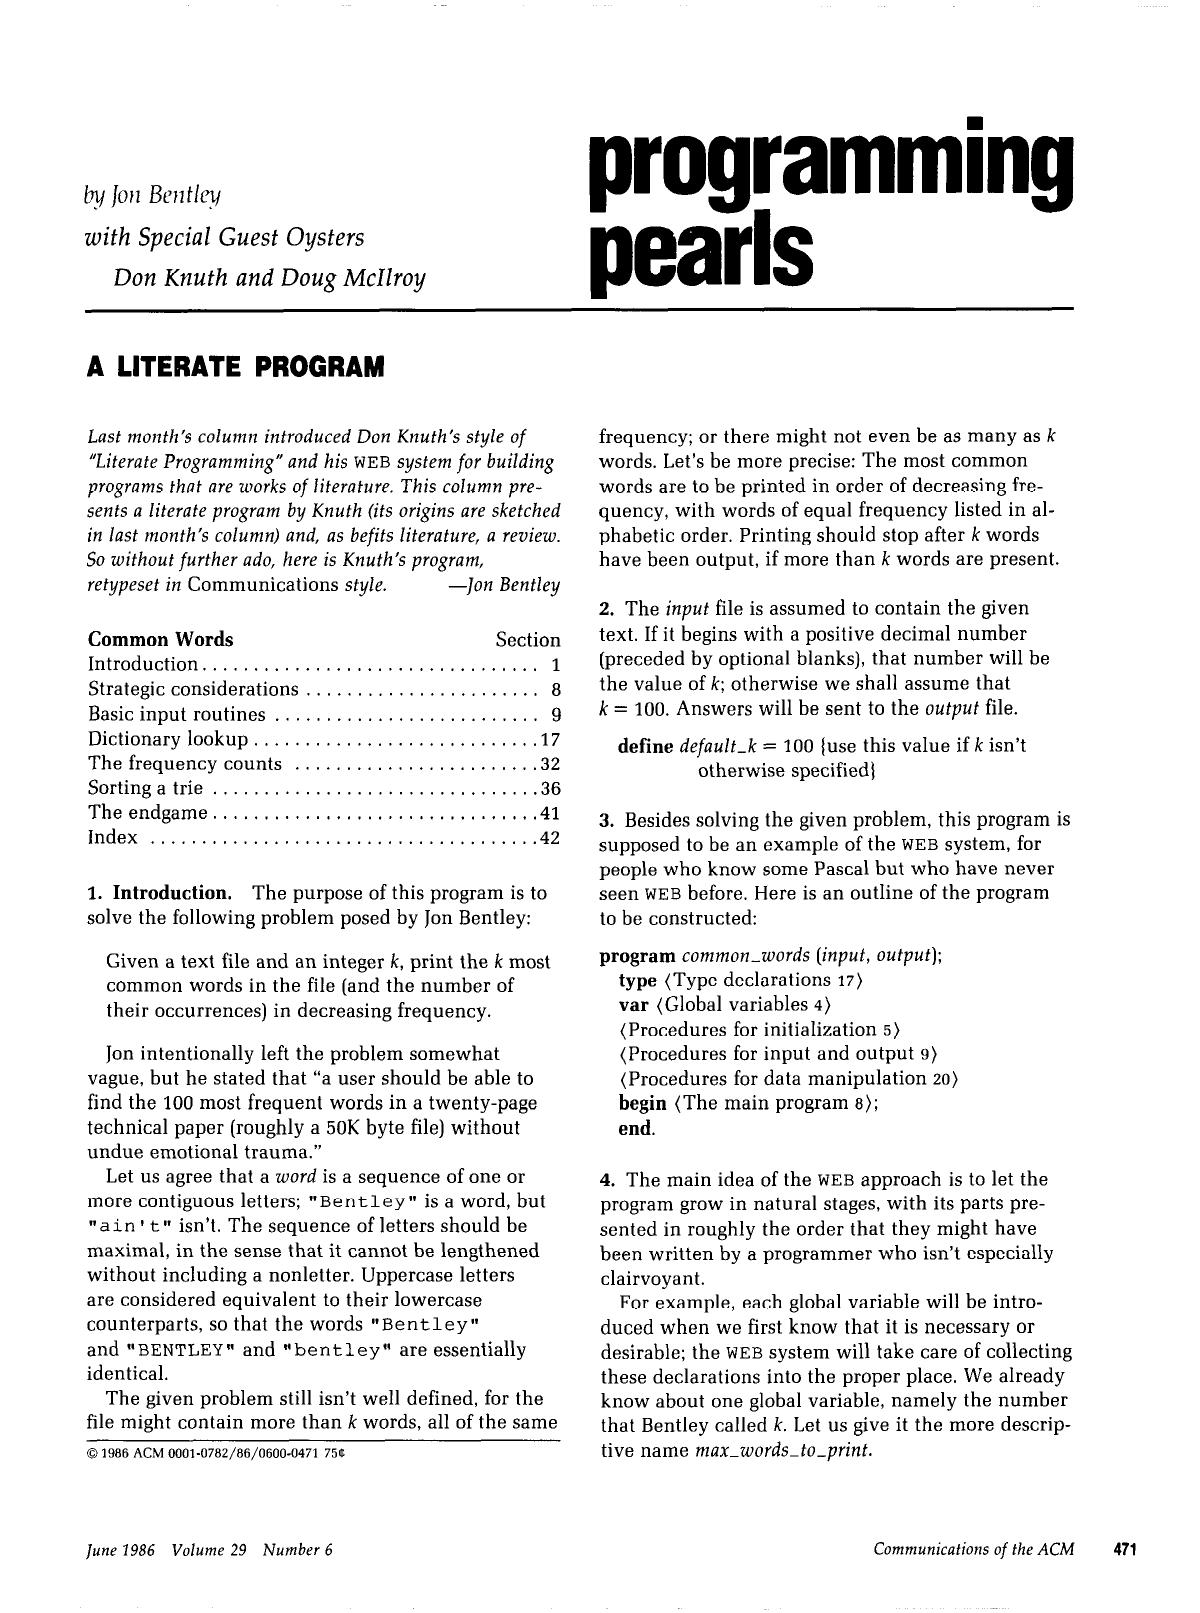 by Jon Bentley
with Special Guest Oysters
Don Knuth and Doug McIlroy
programming
pearls
A LITERATE PROGRAM
Last month's column introduced Don Knuth's style of
"Literate Programming" and his WEB system for building
programs that are works of literature. This column pre-
sents a literate program by Knuth (its origins are sketched
in last month's column) and, as befits literature, a review.
So without further ado, here is Knuth's program,
retypeset in Communications style. —Jon Bentley
Common Words Section
Introduction . . . . . . . . . . . . . . . . . . . . . . . . . . . . . . . . . 1
Strategic considerations . . . . . . . . . . . . . . . . . . . . . . . 8
Basic input routines . . . . . . . . . . . . . . . . . . . . . . . . . . 9
Dictionary lookup . . . . . . . . . . . . . . . . . . . . . . . . . . . . 17
The frequency counts . . . . . . . . . . . . . . . . . . . . . . . . 32
Sorting a trie . . . . . . . . . . . . . . . . . . . . . . . . . . . . . . . . 36
The endgame . . . . . . . . . . . . . . . . . . . . . . . . . . . . . . . . 41
Index . . . . . . . . . . . . . . . . . . . . . . . . . . . . . . . . . . . . . . 42
1. Introduction. The purpose of this program is to
solve the following problem posed by Jon Bentley:
Given a text file and an integer k, print the k most
common words in the file (and the number of
their occurrences) in decreasing frequency.
Jon intentionally left the problem somewhat
vague, but he stated that "a user should be able to
find the 100 most frequent words in a twenty-page
technical paper (roughly a 50K byte file) without
undue emotional trauma."
Let us agree that a word is a sequence of one or
more contiguous letters; "Bentley" is a word, but
"ain't" isn't. The sequence of letters should be
maximal, in the sense that it cannot be lengthened
without including a nonletter. Uppercase letters
are considered equivalent to their lowercase
counterparts, so that the words "Bentley"
and "BENTLEY" and "bentley" are essentially
identical.
The given problem still isn't well defined, for the
file might contain more than k words, all of the same
© 1986 ACM 0001-0782/86/0600-0471 75¢
frequency; or there might not even be as many as k
words. Let's be more precise: The most common
words are to be printed in order of decreasing fre-
quency, with words of equal frequency listed in al-
phabetic order. Printing should stop after k words
have been output, if more than k words are present.
2. The input file is assumed to contain the given
text. If it begins with a positive decimal number
(preceded by optional blanks), that number will be
the value of k; otherwise we shall assume that
k = 100. Answers will be sent to the output file.
define default_k = 100 {use this value if k isn't
otherwise specified}
3. Besides solving the given problem, this program is
supposed to be an example of the WEB system, for
people who know some Pascal but who have never
seen WEB before. Here is an outline of the program
to be constructed:
program common_words (input, output);
type ⟨Type declarations 17⟩
var ⟨Global variables 4⟩
⟨Procedures for initialization 5⟩
⟨Procedures for input and output 9⟩
⟨Procedures for data manipulation 20⟩
begin ⟨The main program 8⟩;
end.
4. The main idea of the WEB approach is to let the
program grow in natural stages, with its parts pre-
sented in roughly the order that they might have
been written by a programmer who isn't especially
clairvoyant.
For example, each global variable will be intro-
duced when we first know that it is necessary or
desirable; the WEB system will take care of collecting
these declarations into the proper place. We already
know about one global variable, namely the number
that Bentley called k. Let us give it the more descrip-
tive name max_words_to_print.
June 1986 Volume 29 Number 6
Communications of the ACM 471